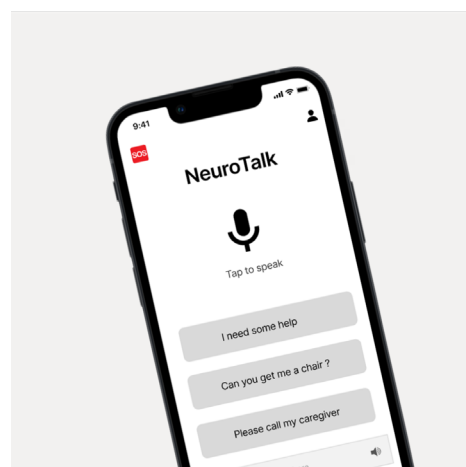 9:41
SOS
NeuroTalk
Tap to speak
I need some help
Can you get me a chair ?
Please call my caregiver